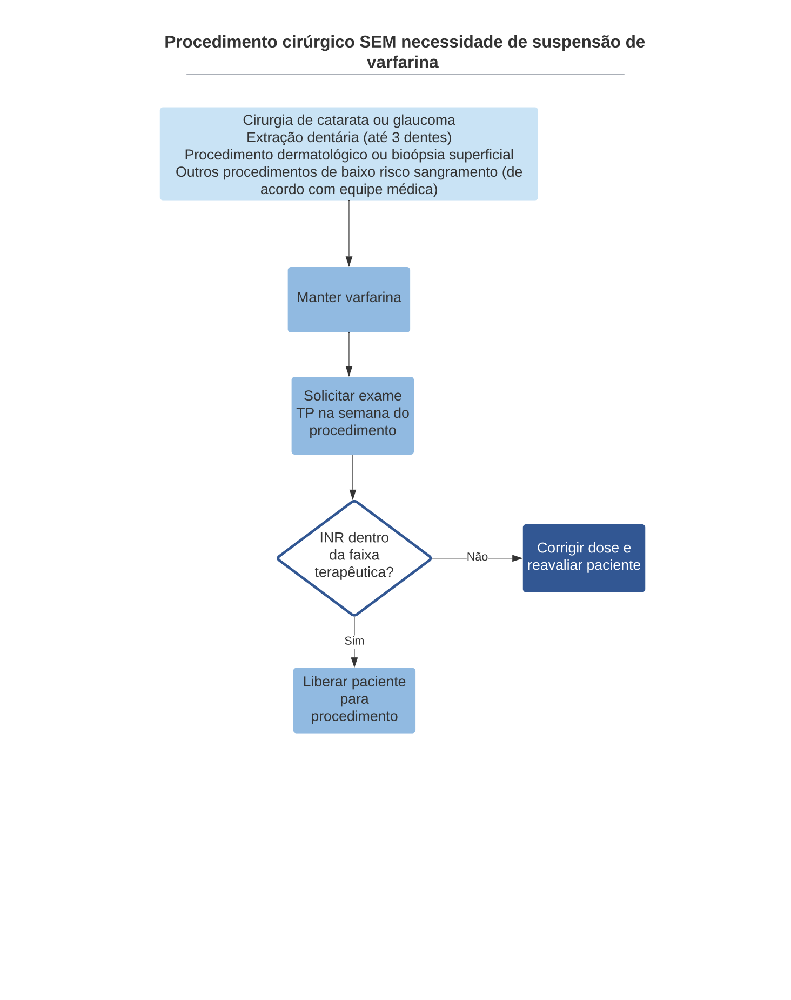 Procedimento cirúrgico SEM necessidade de suspensão de
varfarina
Cirurgia de catarata ou glaucoma
Extração dentária (até 3 dentes)
Procedimento dermatológico ou bioópsia superficial
Outros procedimentos de baixo risco sangramento (de
acordo com equipe médica)
Manter varfarina
Solicitar exame
TP na semana do
procedimento
INR dentro
da faixa
terapêutica?
Não
Corrigir dose e
reavaliar paciente
Sim
Liberar paciente
para
procedimento